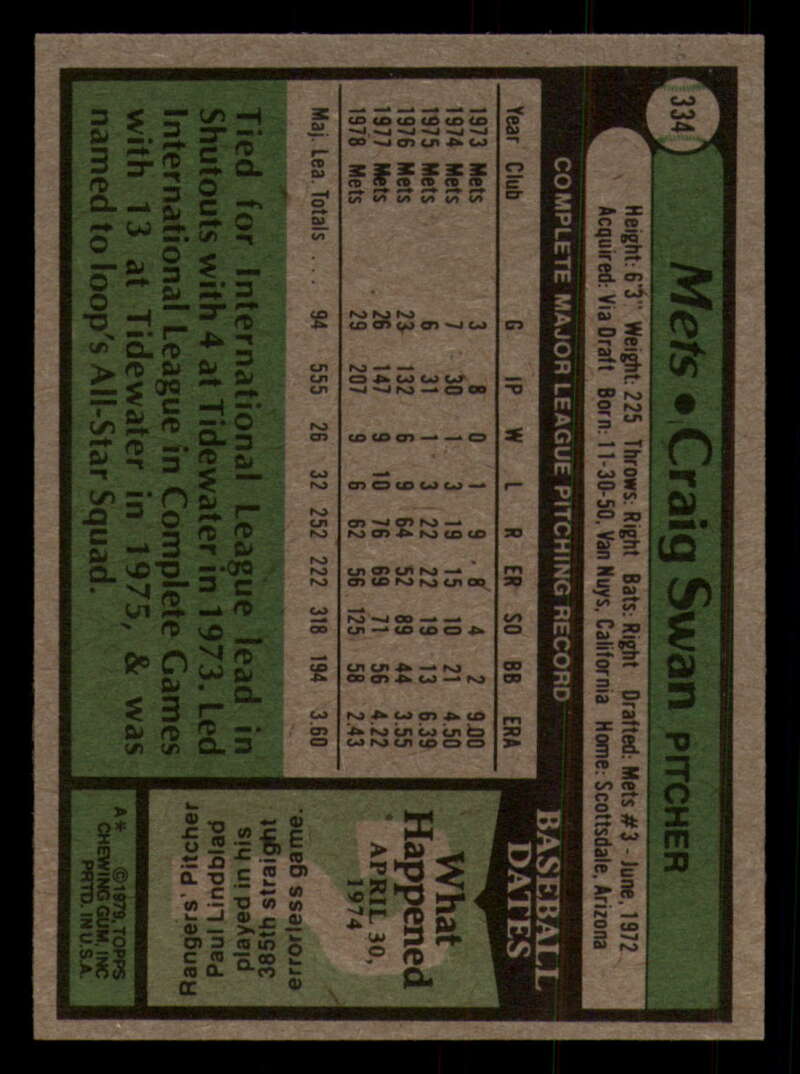 334
Mets • Craig Swan PITCHER
Height: 6'3" Weight: 225 Throws: Right Bats: Right Drafted: Mets #3 - June, 1972
Acquired: Via Draft Born: 11-30-50, Van Nuys, California Home: Scottsdale, Arizona
COMPLETE MAJOR LEAGUE PITCHING RECORD
Year Club G IP W L R ER SO BB ERA
1973 Mets 3 8 0 1 9 8 4 2 9.00
1974 Mets 7 30 1 3 19 15 10 21 4.50
1975 Mets 6 31 1 3 22 22 19 13 6.39
1976 Mets 23 132 6 9 64 52 89 44 3.55
1977 Mets 26 147 9 10 76 69 71 56 4.22
1978 Mets 29 207 9 6 62 56 125 58 2.43
Maj. Lea. Totals .... 94 555 26 32 252 222 318 194 3.60
Tied for International League lead in
Shutouts with 4 at Tidewater in 1973. Led
International League in Complete Games
with 13 at Tidewater in 1975, & was
named to loop's All-Star Squad.
BASEBALL
DATES
What
Happened
APRIL 30,
1974
Rangers' Pitcher
Paul Lindblad
played in his
385th straight
errorless game.
A* ©1979, TOPPS
CHEWING GUM, INC
PRTD. IN U.S.A.